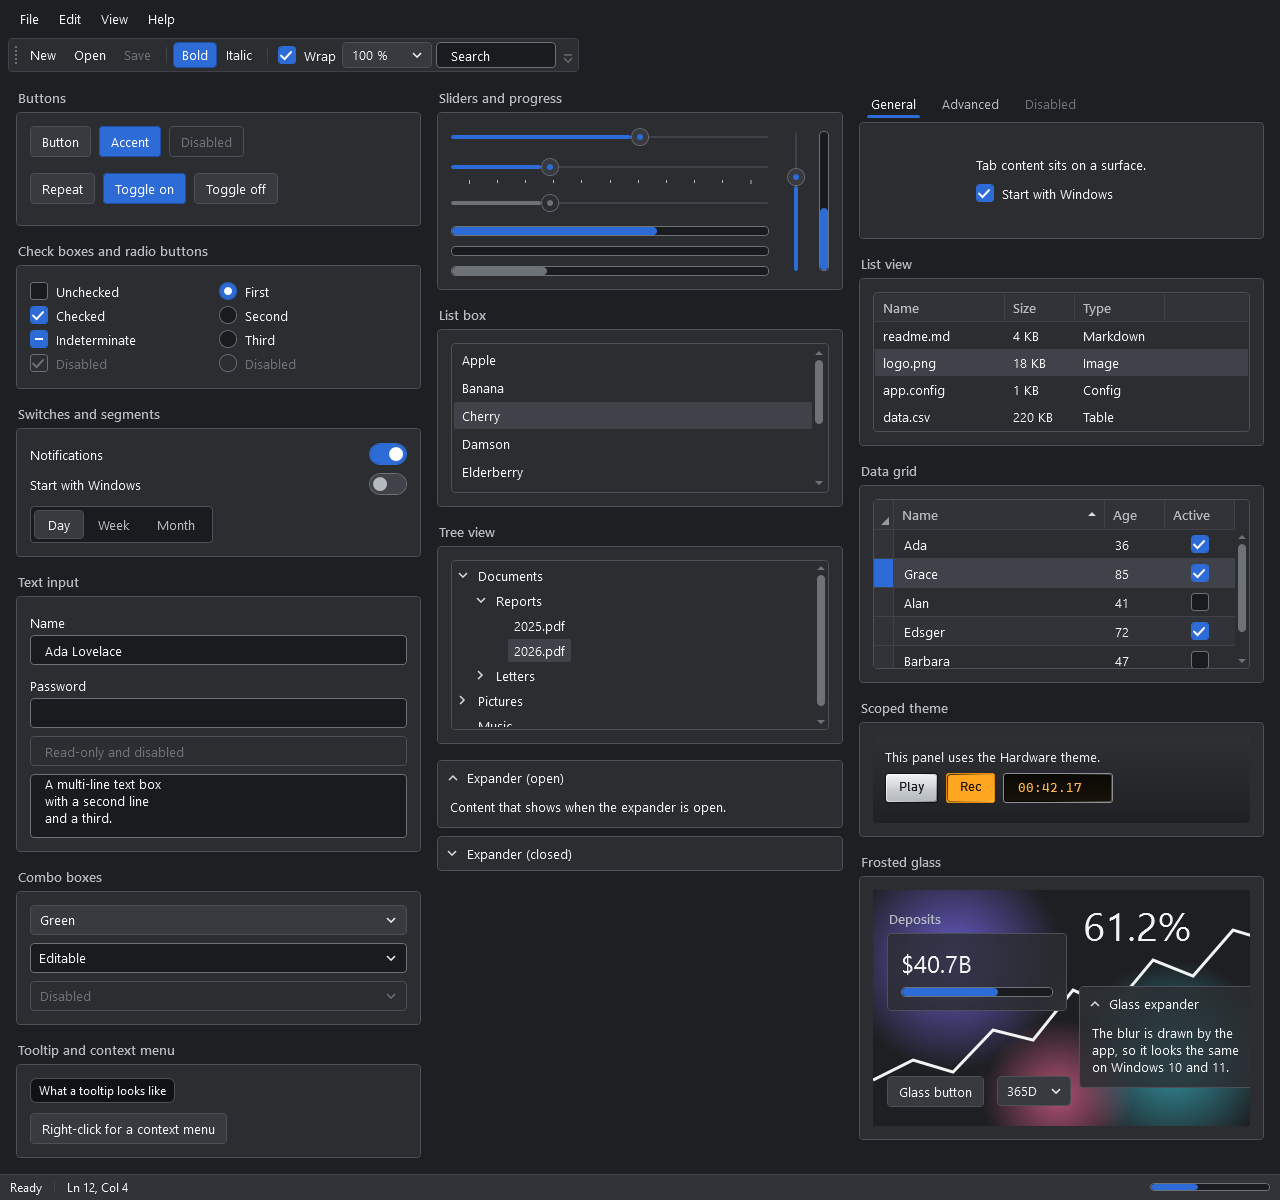 File Edit View Help
New Open Save Bold Italic Wrap 100 % Search
Buttons
Button Accent Disabled
Repeat Toggle on Toggle off
Check boxes and radio buttons
Unchecked First
Checked Second
Indeterminate Third
Disabled Disabled
Switches and segments
Notifications
Start with Windows
Day Week Month
Text input
Name
Ada Lovelace
Password
Read-only and disabled
A multi-line text box
with a second line
and a third.
Combo boxes
Green
Editable
Disabled
Tooltip and context menu
What a tooltip looks like
Right-click for a context menu
Sliders and progress
List box
Apple
Banana
Cherry
Damson
Elderberry
Tree view
Documents
Reports
2025.pdf
2026.pdf
Letters
Pictures
Music
Expander (open)
Content that shows when the expander is open.
Expander (closed)
General Advanced Disabled
Tab content sits on a surface.
Start with Windows
List view
Name Size Type
readme.md 4 KB Markdown
logo.png 18 KB Image
app.config 1 KB Config
data.csv 220 KB Table
Data grid
Name Age Active
Ada 36
Grace 85
Alan 41
Edsger 72
Barbara 47
Scoped theme
This panel uses the Hardware theme.
Play Rec 00:42.17
Frosted glass
Deposits
$40.7B
61.2%
Glass expander
The blur is drawn by the
app, so it looks the same
on Windows 10 and 11.
Glass button 365D
Ready Ln 12, Col 4